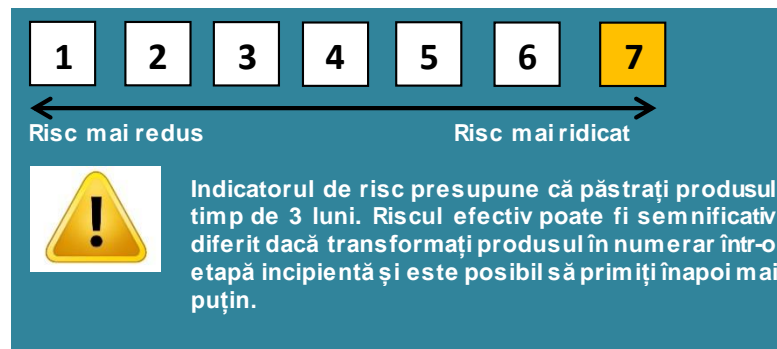 1 2 3 4 5 6 7
Risc mai redus Risc mai ridicat
Indicatorul de risc presupune că păstrați produsul
timp de 3 luni. Riscul efectiv poate fi semnificativ
diferit dacă transformați produsul în numerar într-o
etapă incipientă și este posibil să primiți înapoi mai
puțin.